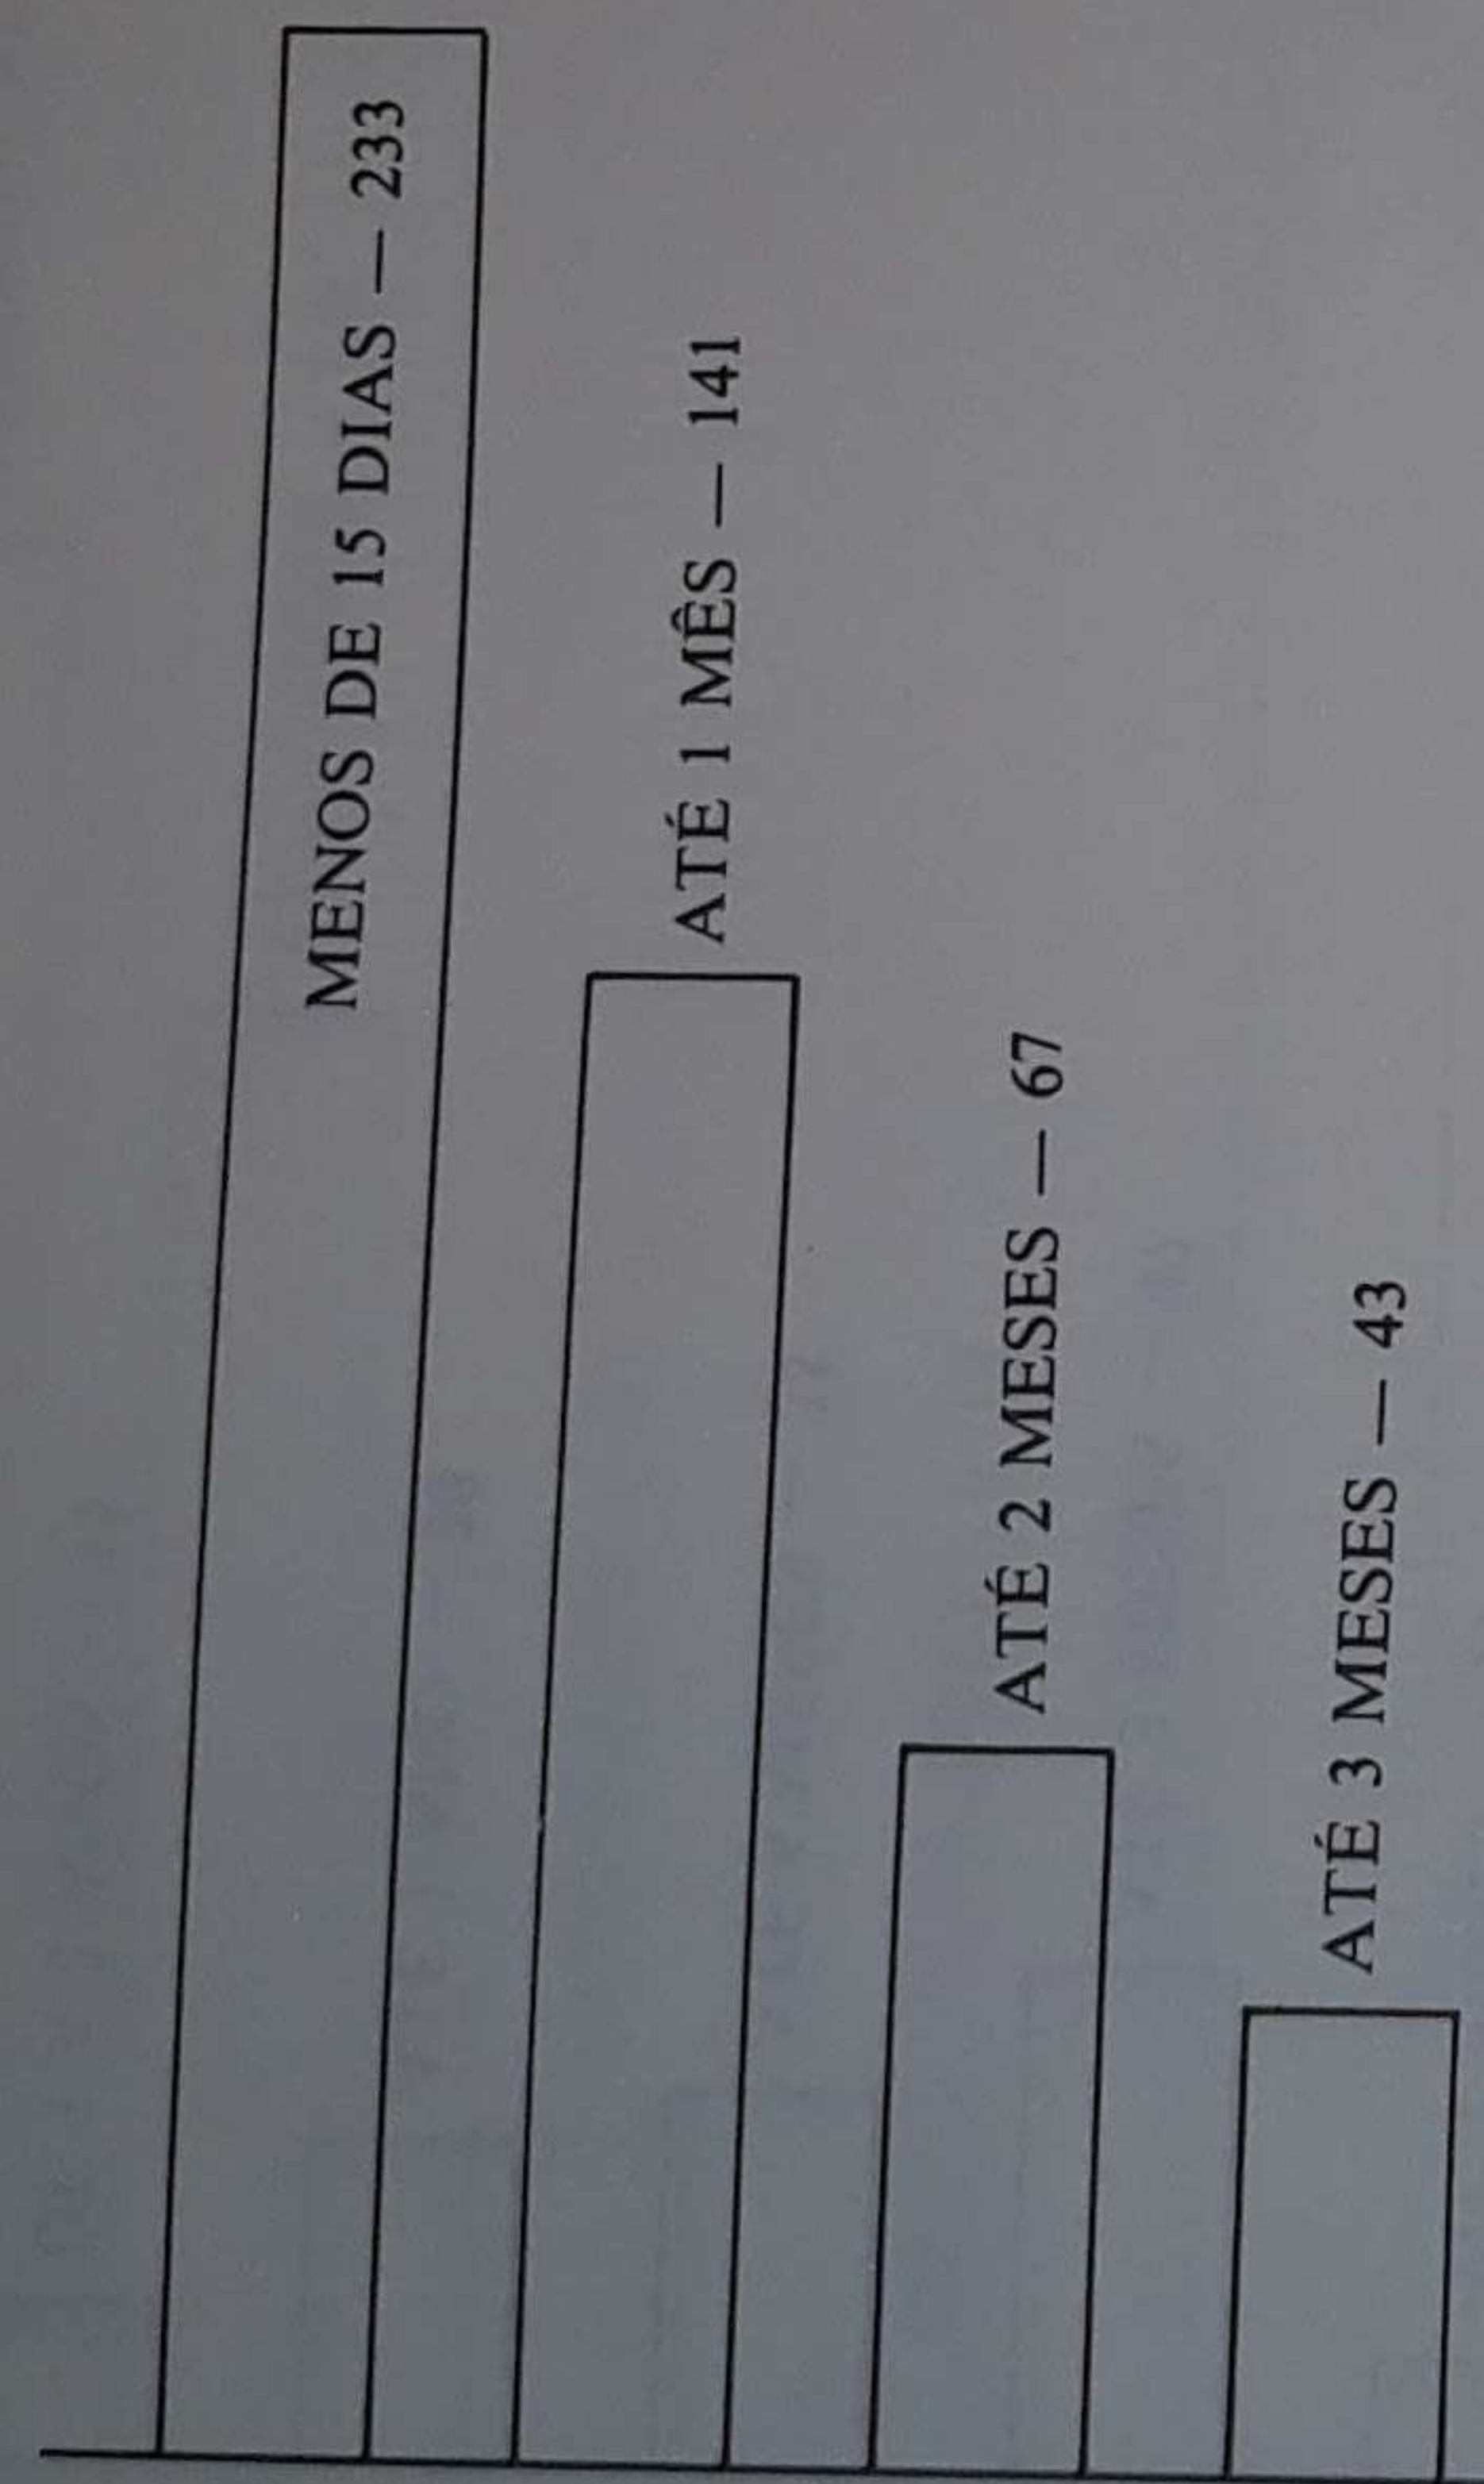 MENOS DE 15 DIAS — 233
ATÉ 1 MÊS — 141
ATÉ 2 MESES — 67
ATÉ 3 MESES — 43